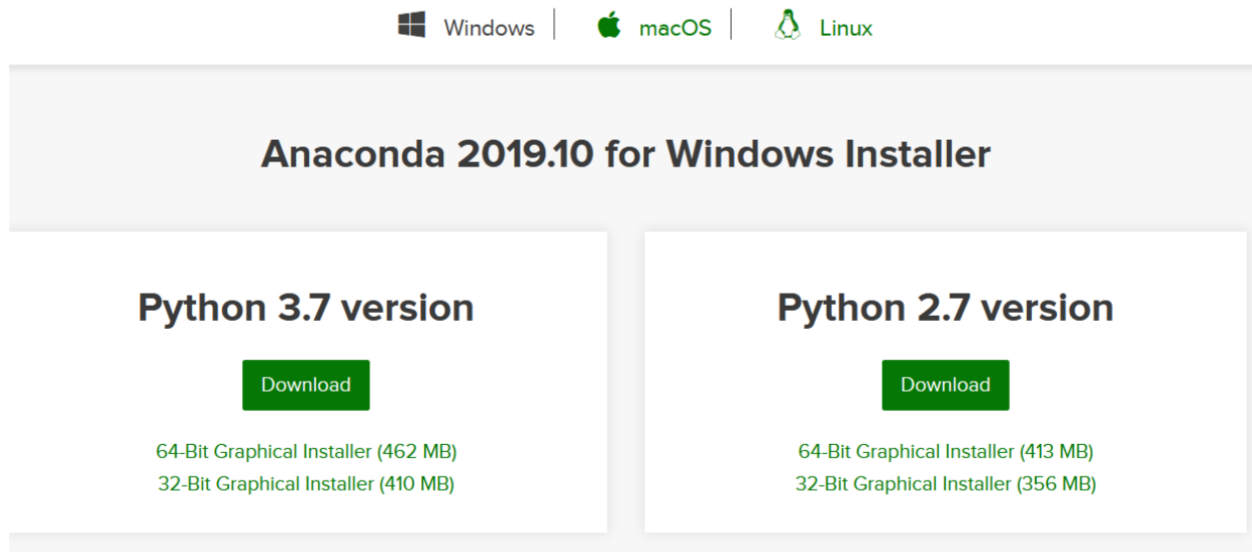 Windows | macOS | Linux
Anaconda 2019.10 for Windows Installer
Python 3.7 version
Download
64-Bit Graphical Installer (462 MB)
32-Bit Graphical Installer (410 MB)
Python 2.7 version
Download
64-Bit Graphical Installer (413 MB)
32-Bit Graphical Installer (356 MB)